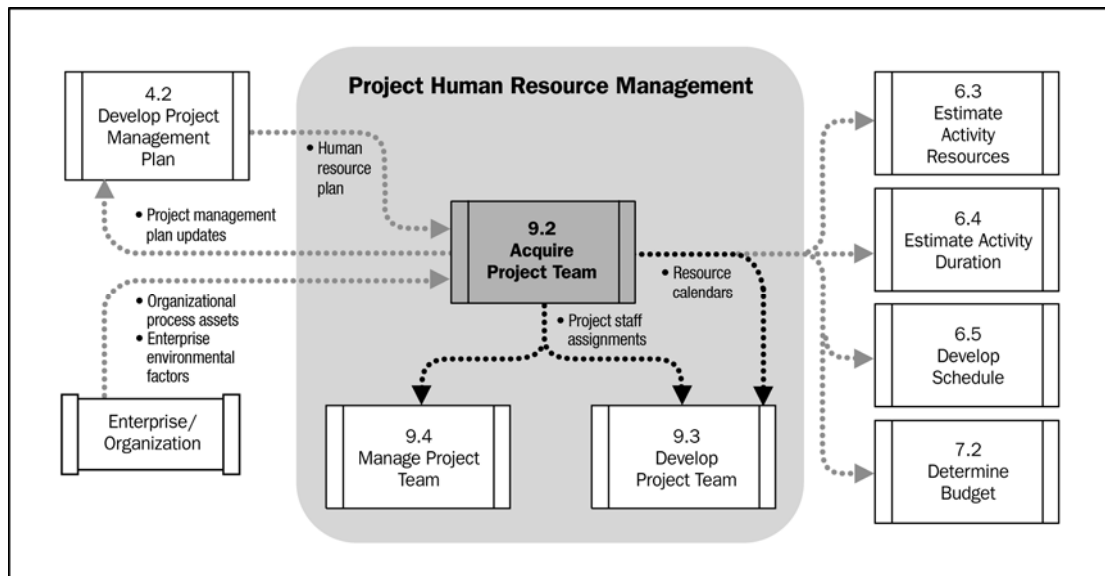 Project Human Resource Management
4.2
Develop Project
Management
Plan
• Human
resource
plan
• Project management
plan updates
9.2
Acquire
Project Team
• Organizational
process assets
• Enterprise
environmental
factors
Enterprise/
Organization
• Resource
calendars
• Project staff
assignments
9.4
Manage Project
Team
9.3
Develop
Project Team
6.3
Estimate
Activity
Resources
6.4
Estimate Activity
Duration
6.5
Develop
Schedule
7.2
Determine
Budget